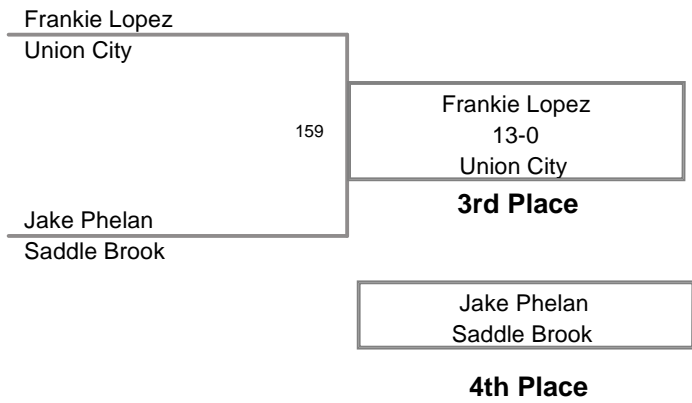 Frankie Lopez
Union City
159
Frankie Lopez
13-0
Union City
3rd Place
Jake Phelan
Saddle Brook
Jake Phelan
Saddle Brook
4th Place